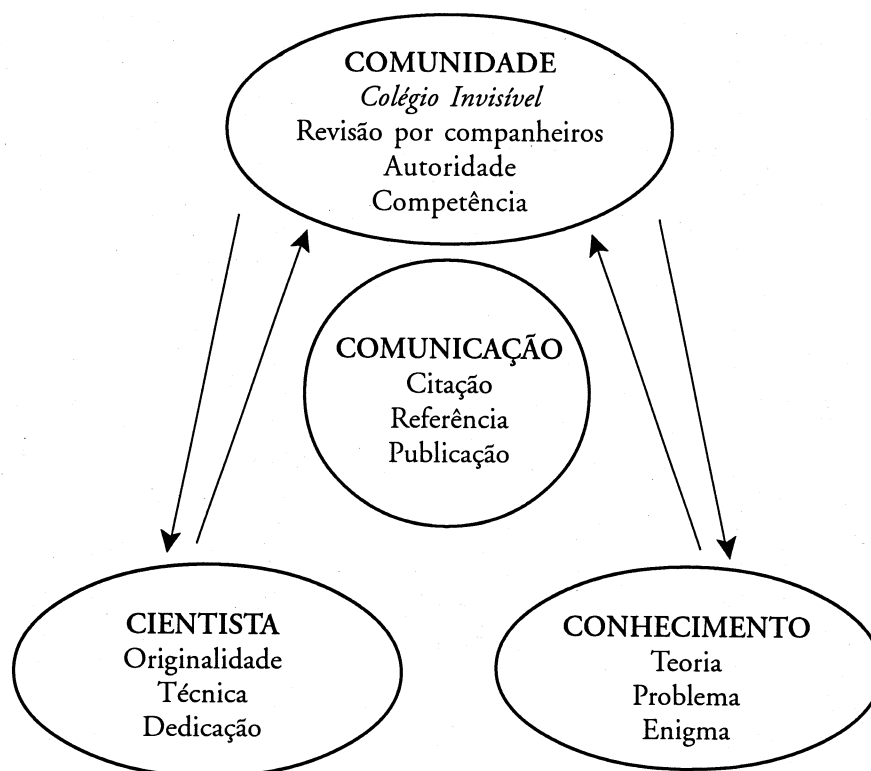 COMUNIDADE
Colégio Invisível
Revisão por companheiros
Autoridade
Competência
COMUNICAÇÃO
Citação
Referência
Publicação
CIENTISTA
Originalidade
Técnica
Dedicação
CONHECIMENTO
Teoria
Problema
Enigma